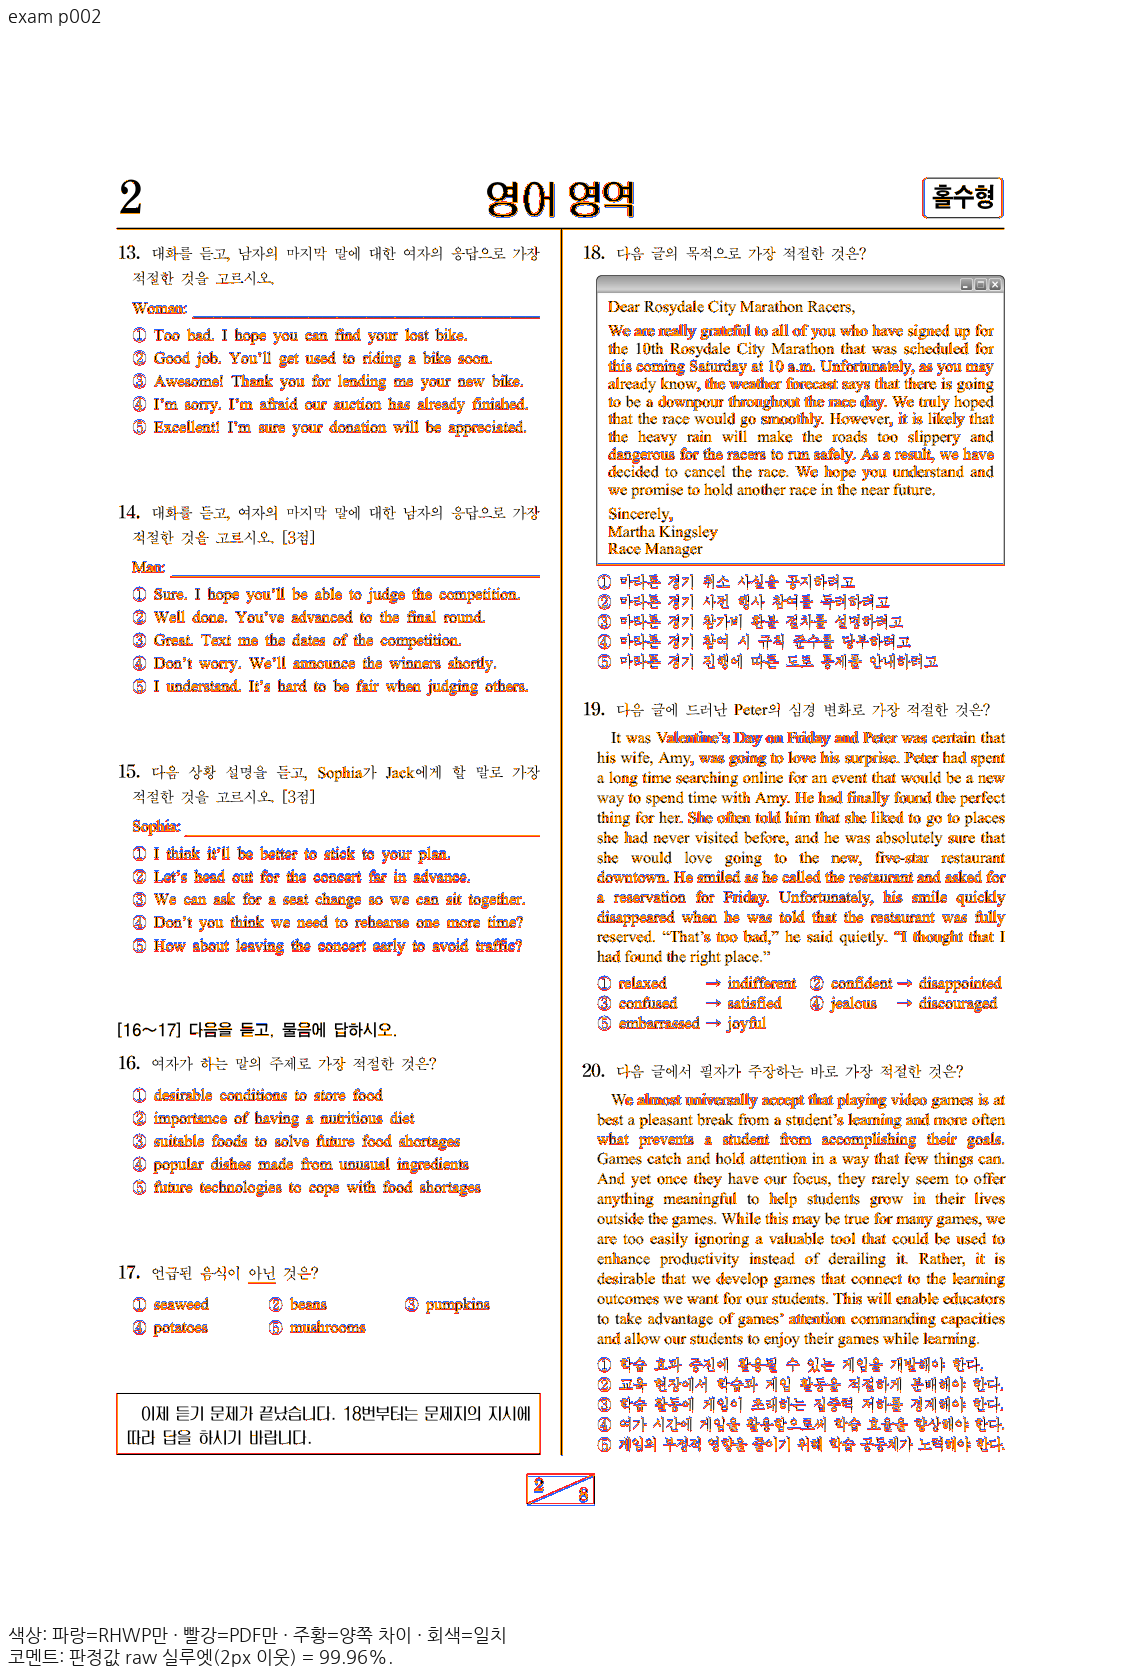 exam p002
2
영어 영역
홀수형
13. 대화를 듣고, 남자의 마지막 말에 대한 여자의 응답으로 가장
적절한 것을 고르시오.
Woman:
① Too bad. I hope you can find your lost bike.
② Good job. You'll get used to riding a bike soon.
③ Awesome! Thank you for lending me your new bike.
④ I'm sorry. I'm afraid our auction has already finished.
⑤ Excellent! I'm sure your donation will be appreciated.
14. 대화를 듣고, 여자의 마지막 말에 대한 남자의 응답으로 가장
적절한 것을 고르시오. [3점]
Man:
① Sure. I hope you'll be able to judge the competition.
② Well done. You've advanced to the final round.
③ Great. Text me the dates of the competition.
④ Don't worry. We'll announce the winners shortly.
⑤ I understand. It's hard to be fair when judging others.
15. 다음 상황 설명을 듣고, Sophia가 Jack에게 할 말로 가장
적절한 것을 고르시오. [3점]
Sophia:
① I think it'll be better to stick to your plan.
② Let's head out for the concert far in advance.
③ We can ask for a seat change so we can sit together.
④ Don't you think we need to rehearse one more time?
⑤ How about leaving the concert early to avoid traffic?
[16~17] 다음을 듣고, 물음에 답하시오.
16. 여자가 하는 말의 주제로 가장 적절한 것은?
① desirable conditions to store food
② importance of having a nutritious diet
③ suitable foods to solve future food shortages
④ popular dishes made from unusual ingredients
⑤ future technologies to cope with food shortages
17. 언급된 음식이 아닌 것은?
① seaweed ② beans ③ pumpkins
④ potatoes ⑤ mushrooms
이제 듣기 문제가 끝났습니다. 18번부터는 문제지의 지시에
따라 답을 하시기 바랍니다.
18. 다음 글의 목적으로 가장 적절한 것은?
Dear Rosydale City Marathon Racers,
We are really grateful to all of you who have signed up for
the 10th Rosydale City Marathon that was scheduled for
this coming Saturday at 10 a.m. Unfortunately, as you may
already know, the weather forecast says that there is going
to be a downpour throughout the race day. We truly hoped
that the race would go smoothly. However, it is likely that
the heavy rain will make the roads too slippery and
dangerous for the racers to run safely. As a result, we have
decided to cancel the race. We hope you understand and
we promise to hold another race in the near future.
Sincerely,
Martha Kingsley
Race Manager
① 마라톤 경기 취소 사실을 공지하려고
② 마라톤 경기 사전 행사 참여를 독려하려고
③ 마라톤 경기 참가비 환불 절차를 설명하려고
④ 마라톤 경기 참여 시 규칙 준수를 당부하려고
⑤ 마라톤 경기 진행에 따른 도로 통제를 안내하려고
19. 다음 글에 드러난 Peter의 심경 변화로 가장 적절한 것은?
It was Valentine's Day on Friday and Peter was certain that
his wife, Amy, was going to love his surprise. Peter had spent
a long time searching online for an event that would be a new
way to spend time with Amy. He had finally found the perfect
thing for her. She often told him that she liked to go to places
she had never visited before, and he was absolutely sure that
she would love going to the new, five-star restaurant
downtown. He smiled as he called the restaurant and asked for
a reservation for Friday. Unfortunately, his smile quickly
disappeared when he was told that the restaurant was fully
reserved. “That's too bad,” he said quietly. “I thought that I
had found the right place.”
① relaxed → indifferent ② confident → disappointed
③ confused → satisfied ④ jealous → discouraged
⑤ embarrassed → joyful
20. 다음 글에서 필자가 주장하는 바로 가장 적절한 것은?
We almost universally accept that playing video games is at
best a pleasant break from a student's learning and more often
what prevents a student from accomplishing their goals.
Games catch and hold attention in a way that few things can.
And yet once they have our focus, they rarely seem to offer
anything meaningful to help students grow in their lives
outside the games. While this may be true for many games, we
are too easily ignoring a valuable tool that could be used to
enhance productivity instead of derailing it. Rather, it is
desirable that we develop games that connect to the learning
outcomes we want for our students. This will enable educators
to take advantage of games' attention commanding capacities
and allow our students to enjoy their games while learning.
① 학습 효과 증진에 활용될 수 있는 게임을 개발해야 한다.
② 교육 현장에서 학습과 게임 활동을 적절하게 분배해야 한다.
③ 학습 활동에 게임이 초래하는 집중력 저하를 경계해야 한다.
④ 여가 시간에 게임을 활용함으로써 학습 효율을 향상해야 한다.
⑤ 게임의 부정적 영향을 줄이기 위해 학습 공동체가 노력해야 한다.
2
8
색상: 파랑=RHWP만 · 빨강=PDF만 · 주황=양쪽 차이 · 회색=일치
코멘트: 판정값 raw 실루엣(2px 이웃) = 99.96%.